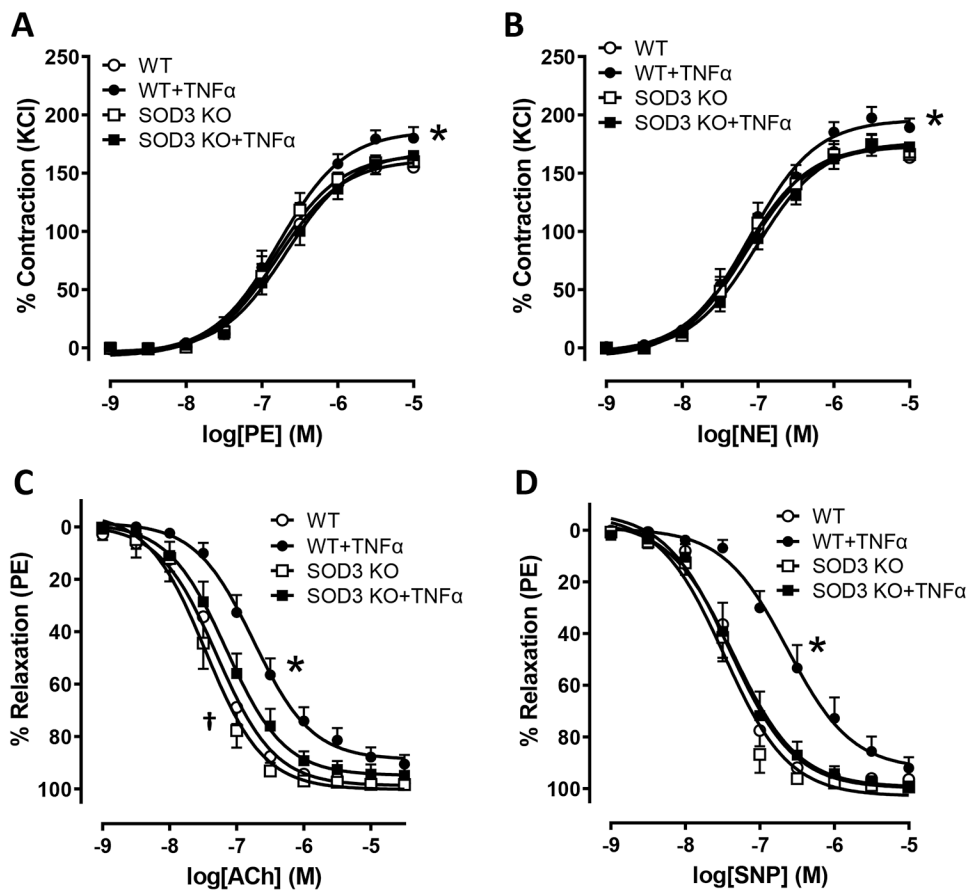 A
250
200
150
100
50
0
% Contraction (KCl)
WT
WT+TNFα
SOD3 KO
SOD3 KO+TNFα
*
-9 -8 -7 -6 -5
log[PE] (M)
B
250
200
150
100
50
0
% Contraction (KCl)
WT
WT+TNFα
SOD3 KO
SOD3 KO+TNFα
*
-9 -8 -7 -6 -5
log[NE] (M)
C
0
20
40
60
80
100
% Relaxation (PE)
WT
WT+TNFα
SOD3 KO
SOD3 KO+TNFα
*
†
-9 -8 -7 -6 -5
log[ACh] (M)
D
0
20
40
60
80
100
% Relaxation (PE)
WT
WT+TNFα
SOD3 KO
SOD3 KO+TNFα
*
-9 -8 -7 -6 -5
log[SNP] (M)